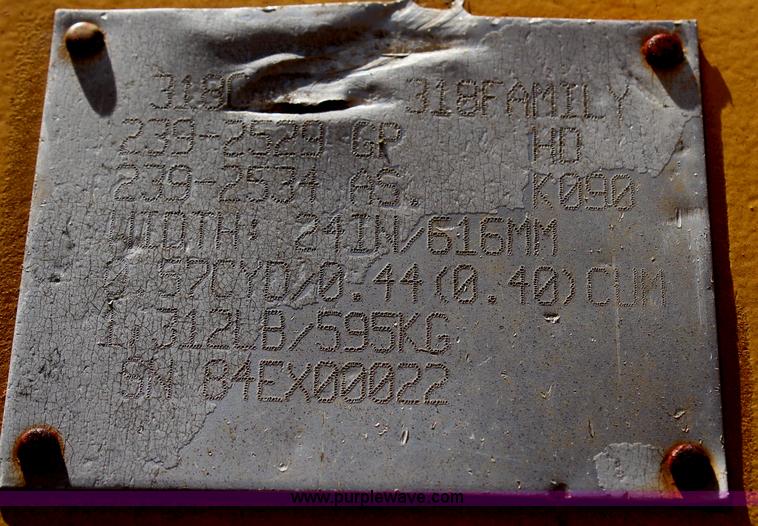 318C 318FAMILY
239-2529 GP HD
239-2534 AS. K090
WIDTH: 24IN/616MM
0.57CYD/0.44(0.40)CUM
1,312LB/595KG
SN B4EX00022
www.purplewave.com